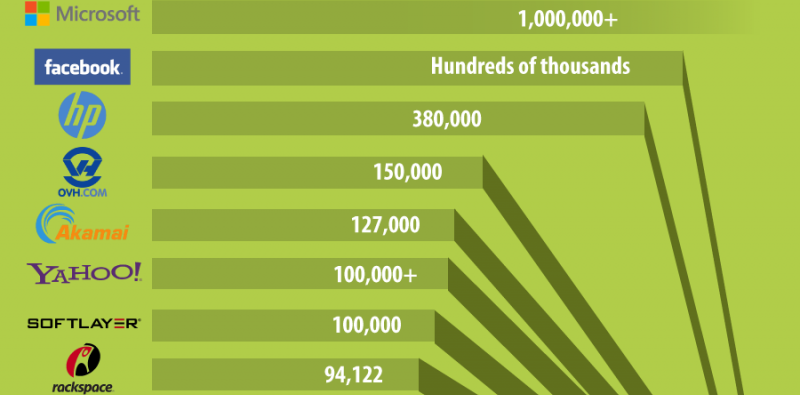 Microsoft 1,000,000+
facebook. Hundreds of thousands
hp 380,000
OVH.COM 150,000
Akamai 127,000
YAHOO! 100,000+
SOFTLAYER® 100,000
rackspace. 94,122